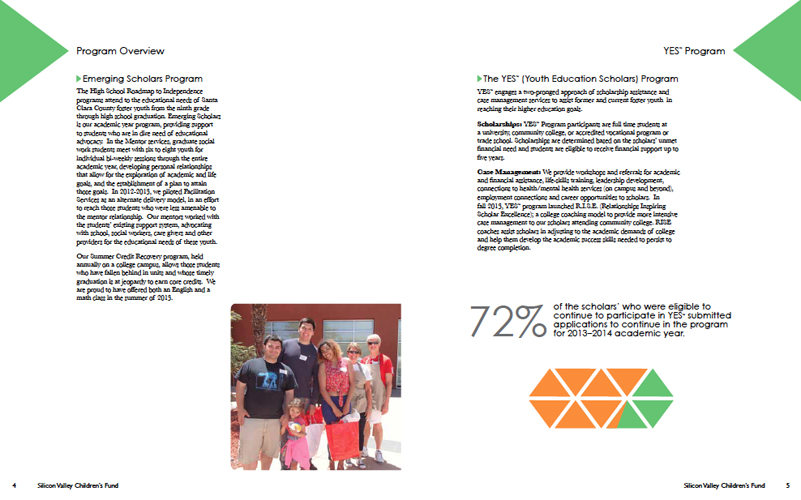 Program Overview
Emerging Scholars Program
The High School Roadmap to Independence
programs attend to the educational needs of Santa
Clara County foster youth from the ninth grade
through high school graduation. Emerging Scholars
is our academic year program, providing support
to students who are in dire need of educational
advocacy. In the Mentor services, graduate social
work students meet with six to eight youth for
individual bi-weekly sessions through the entire
academic year, developing personal relationships
that allow for the exploration of academic and life
goals, and the establishment of a plan to attain
those goals. In 2012-2013, we piloted Facilitation
Services as an alternate delivery model, in an effort
to reach those students who were less amenable to
the mentor relationship. Our mentors worked with
the students' existing support system, advocating
with school, social workers, care givers and other
providers for the educational needs of these youth.
Our Summer Credit Recovery program, held
annually on a college campus, allows those students
who have fallen behind in units and whose timely
graduation is at jeopardy to earn core credits. We
are proud to have offered both an English and a
math class in the summer of 2013.
4 Silicon Valley Children's Fund
YES™ Program
The YES™ (Youth Education Scholars) Program
YES™ engages a two-pronged approach of scholarship assistance and
case management services to assist former and current foster youth in
reaching their higher education goals.
Scholarships: YES™ Program participants are full time students at
a university, community college, or accredited vocational program or
trade school. Scholarships are determined based on the scholars' unmet
financial need and students are eligible to receive financial support up to
five years.
Case Management: We provide workshops and referrals for academic
and financial assistance, life-skills training, leadership development,
connections to health/mental health services (on campus and beyond),
employment connections and career opportunities to scholars. In
fall 2013, YES™ program launched R.I.S.E. (Relationships Inspiring
Scholar Excellence); a college coaching model to provide more intensive
case management to our scholars attending community college. RISE
coaches assist scholars in adjusting to the academic demands of college
and help them develop the academic success skills needed to persist to
degree completion.
72%
of the scholars' who were eligible to
continue to participate in YES™ submitted
applications to continue in the program
for 2013–2014 academic year.
Silicon Valley Children's Fund 5